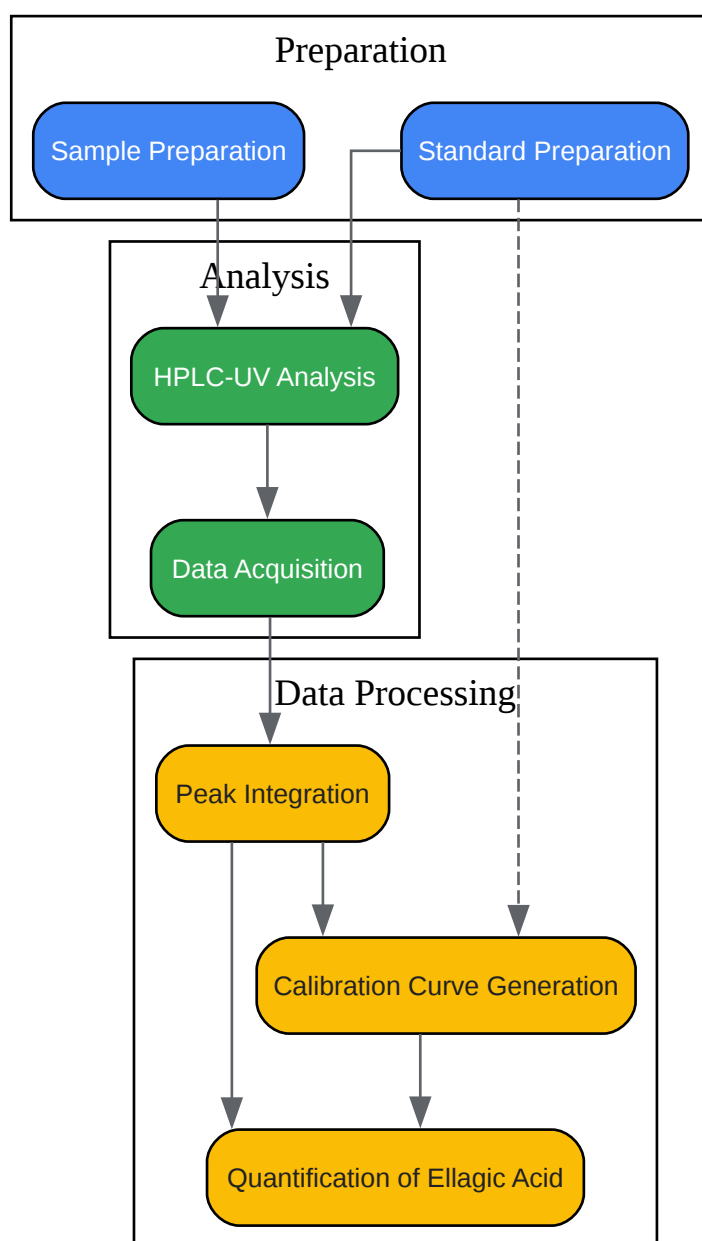 Preparation
Sample Preparation
Standard Preparation
Analysis
HPLC-UV Analysis
Data Acquisition
Data Processing
Peak Integration
Calibration Curve Generation
Quantification of Ellagic Acid